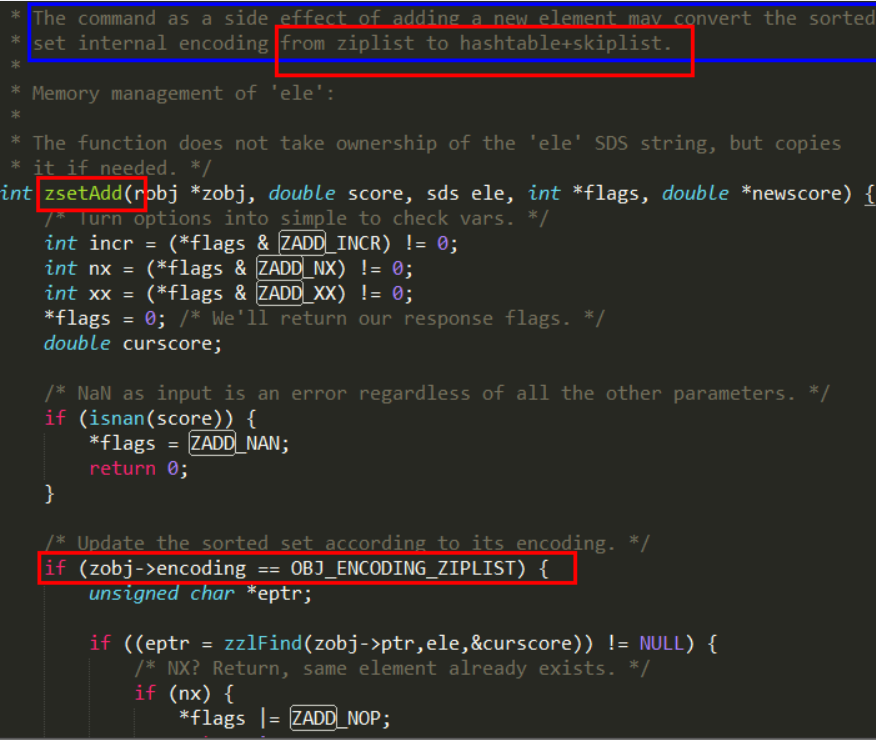 * The command as a side effect of adding a new element may convert the sorted
* set internal encoding from ziplist to hashtable+skiplist.
*
* Memory management of 'ele':
*
* The function does not take ownership of the 'ele' SDS string, but copies
* it if needed. */
int zsetAdd(robj *zobj, double score, sds ele, int *flags, double *newscore) {
/* Turn options into simple to check vars. */
int incr = (*flags & ZADD_INCR) != 0;
int nx = (*flags & ZADD_NX) != 0;
int xx = (*flags & ZADD_XX) != 0;
*flags = 0; /* We'll return our response flags. */
double curscore;
/* NaN as input is an error regardless of all the other parameters. */
if (isnan(score)) {
*flags = ZADD_NAN;
return 0;
}
/* Update the sorted set according to its encoding. */
if (zobj->encoding == OBJ_ENCODING_ZIPLIST) {
unsigned char *eptr;
if ((eptr = zzlFind(zobj->ptr,ele,&curscore)) != NULL) {
/* NX? Return, same element already exists. */
if (nx) {
*flags |= ZADD_NOP;